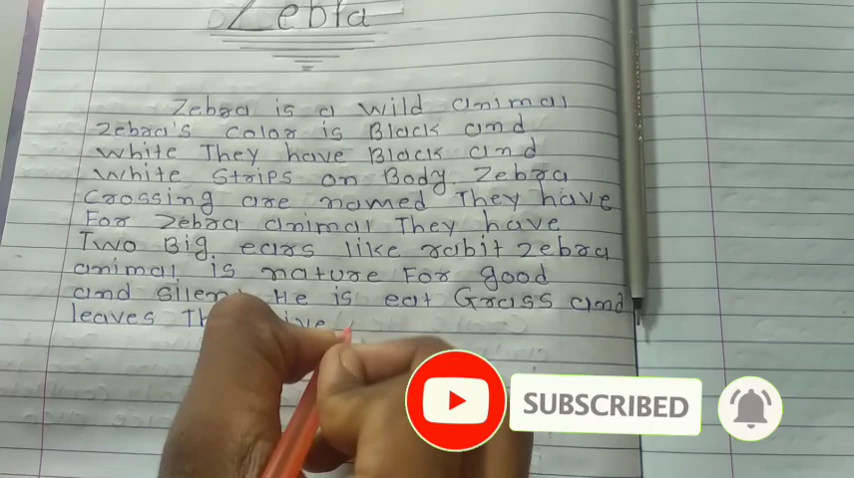 Zebra
Zebra is a wild animal
Zebra's color is Black and
white They have Black and
white Strips on Body. Zebra
Crossing are named They have
For Zebra animal They have
Two Big ears like rabit zebra
animal is nature For good
and silent He is eat Grass and
leaves
SUBSCRIBED